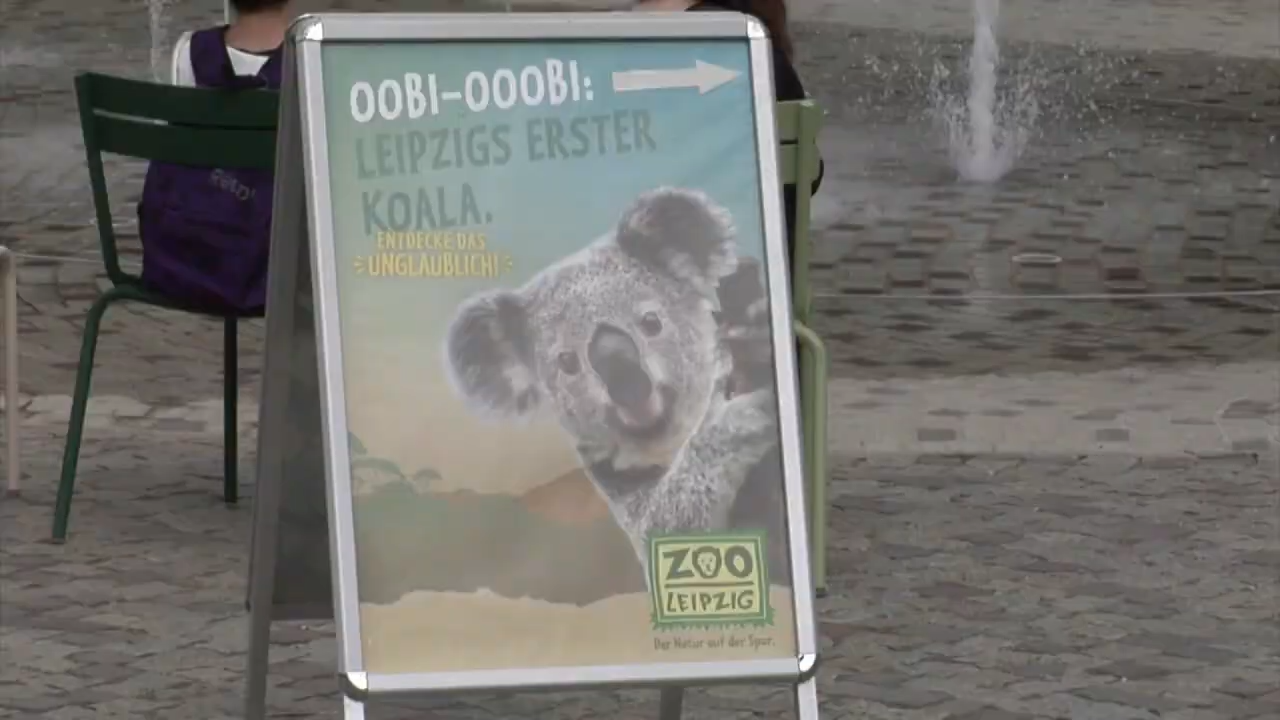 OOBI-OOOBI:
LEIPZIGS ERSTER
KOALA.
ENTDECKE DAS
UNGLAUBLICH!
ZOO
LEIPZIG
Der Natur auf der Spur.